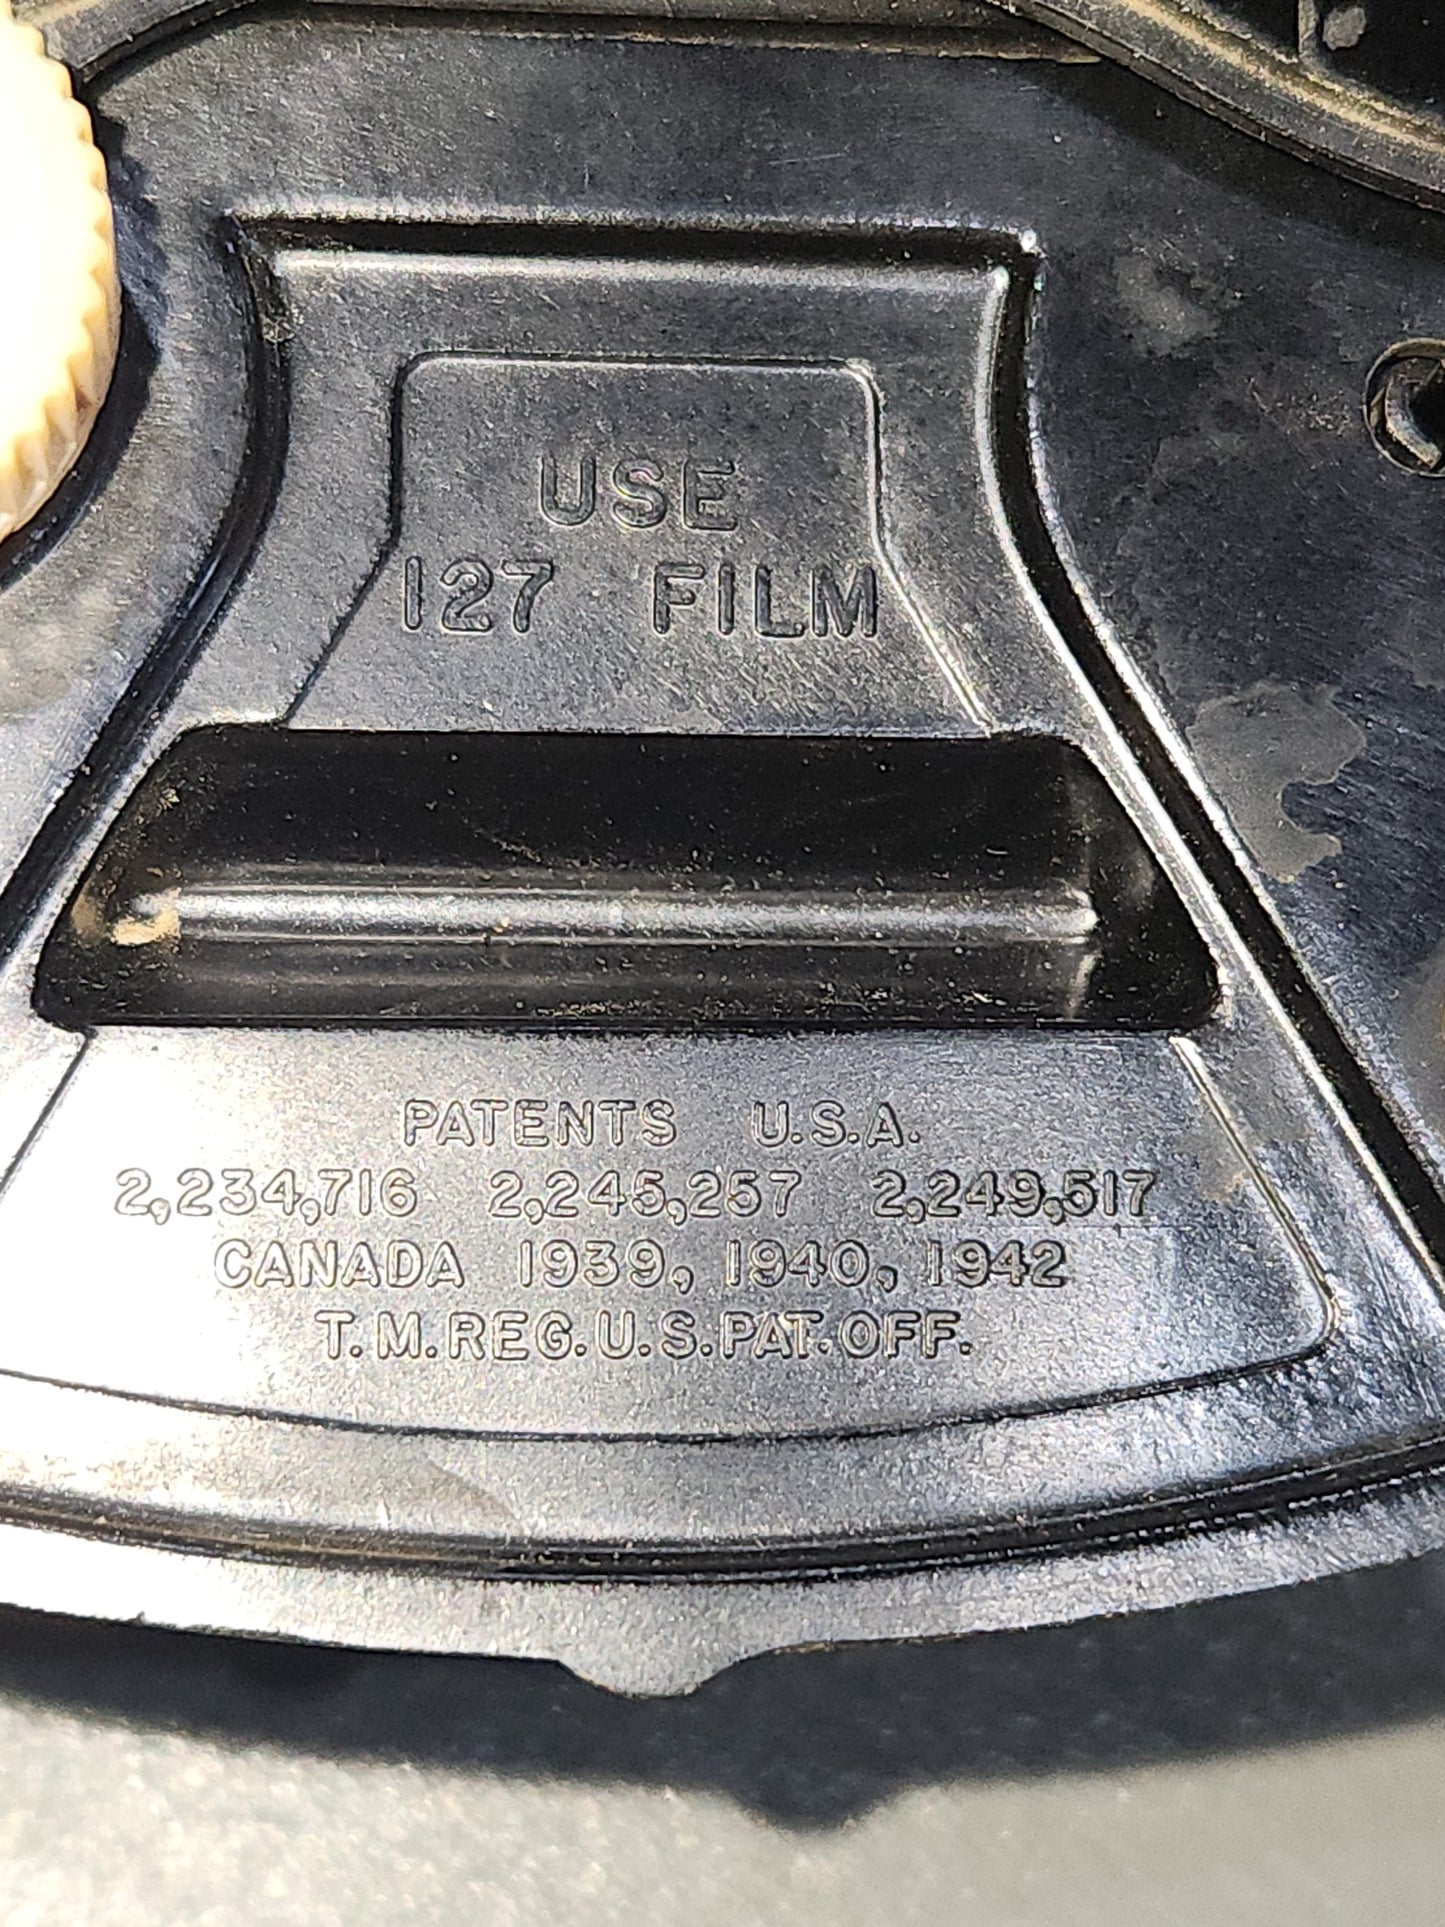 USE
127 FILM
PATENTS U.S.A.
2,234,716 2,245,257 2,249,517
CANADA 1939, 1940, 1942
T.M.REG.U.S.PAT.OFF.